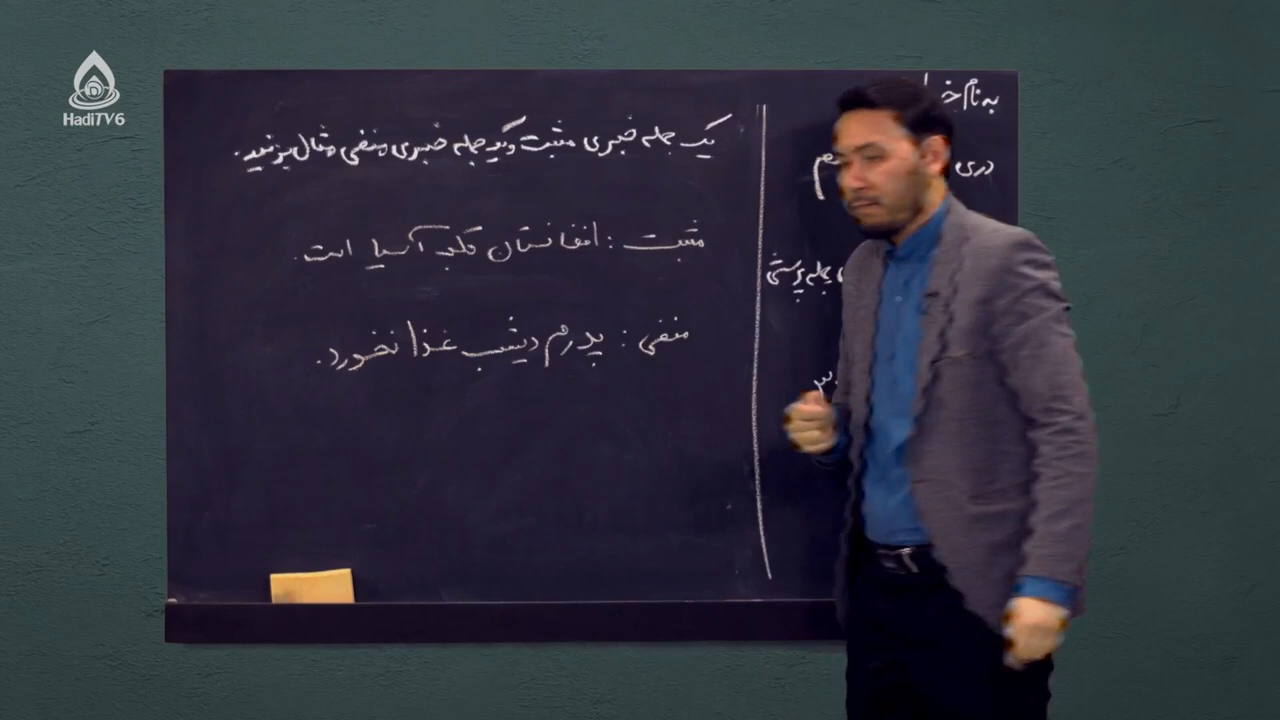 HadiTV6
به نام
دری
جمله پرسشی
یک جمله خبری مثبت و یک جمله خبری منفی مثال بزنید.
مثبت : افغانستان قلب آسیا است.
منفی : پدرم دیشب غذا نخورد.